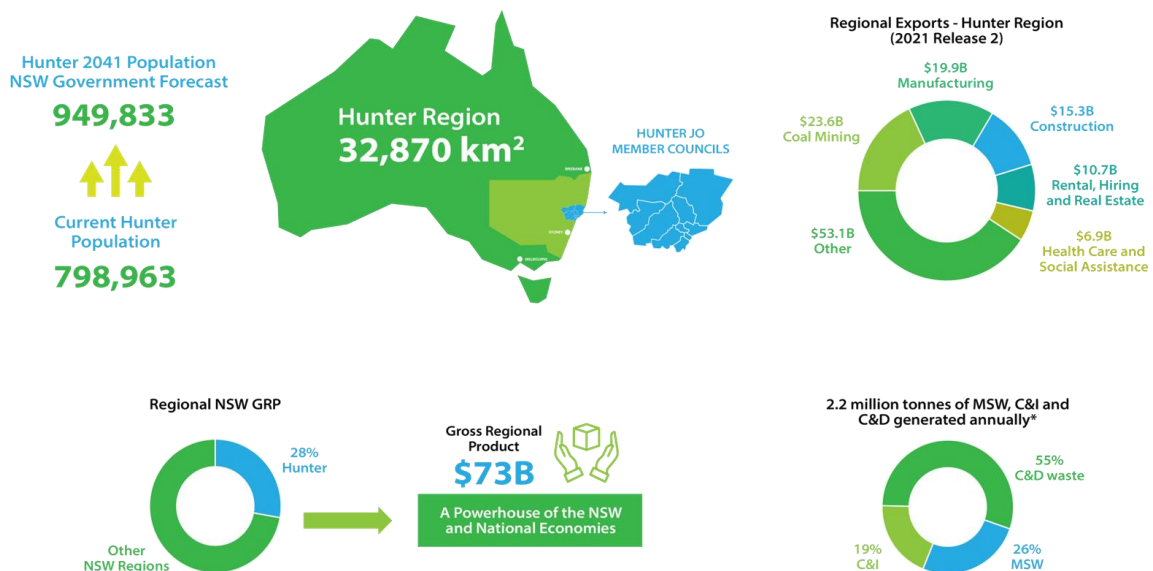 Hunter 2041 Population
NSW Government Forecast
949,833
Current Hunter
Population
798,963
Hunter Region
32,870 km²
BRISBANE
SYDNEY
MELBOURNE
HUNTER JO
MEMBER COUNCILS
Regional Exports - Hunter Region
(2021 Release 2)
$19.9B
Manufacturing
$23.6B
Coal Mining
$15.3B
Construction
$10.7B
Rental, Hiring
and Real Estate
$6.9B
Health Care and
Social Assistance
$53.1B
Other
Regional NSW GRP
28%
Hunter
Other
NSW Regions
Gross Regional
Product
$73B
A Powerhouse of the NSW
and National Economies
2.2 million tonnes of MSW, C&I and
C&D generated annually*
55%
C&D waste
19%
C&I
26%
MSW